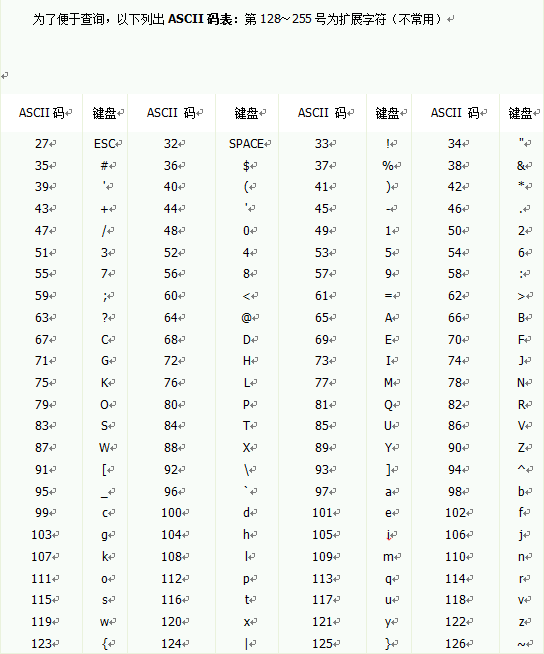 为了便于查询，以下列出 ASCII 码表：第 128～255 号为扩展字符（不常用）↵
↵
ASCII 码↵ 键盘↵ ASCII 码↵ 键盘↵ ASCII 码↵ 键盘↵ ASCII 码↵ 键盘↵
27↵ ESC↵ 32↵ SPACE↵ 33↵ !↵ 34↵ "↵
35↵ #↵ 36↵ $↵ 37↵ %↵ 38↵ &↵
39↵ '↵ 40↵ (↵ 41↵ )↵ 42↵ *↵
43↵ +↵ 44↵ '↵ 45↵ -↵ 46↵ .↵
47↵ /↵ 48↵ 0↵ 49↵ 1↵ 50↵ 2↵
51↵ 3↵ 52↵ 4↵ 53↵ 5↵ 54↵ 6↵
55↵ 7↵ 56↵ 8↵ 57↵ 9↵ 58↵ :↵
59↵ ;↵ 60↵ <↵ 61↵ =↵ 62↵ >↵
63↵ ?↵ 64↵ @↵ 65↵ A↵ 66↵ B↵
67↵ C↵ 68↵ D↵ 69↵ E↵ 70↵ F↵
71↵ G↵ 72↵ H↵ 73↵ I↵ 74↵ J↵
75↵ K↵ 76↵ L↵ 77↵ M↵ 78↵ N↵
79↵ O↵ 80↵ P↵ 81↵ Q↵ 82↵ R↵
83↵ S↵ 84↵ T↵ 85↵ U↵ 86↵ V↵
87↵ W↵ 88↵ X↵ 89↵ Y↵ 90↵ Z↵
91↵ [↵ 92↵ \↵ 93↵ ]↵ 94↵ ^↵
95↵ _↵ 96↵ `↵ 97↵ a↵ 98↵ b↵
99↵ c↵ 100↵ d↵ 101↵ e↵ 102↵ f↵
103↵ g↵ 104↵ h↵ 105↵ i↵ 106↵ j↵
107↵ k↵ 108↵ l↵ 109↵ m↵ 110↵ n↵
111↵ o↵ 112↵ p↵ 113↵ q↵ 114↵ r↵
115↵ s↵ 116↵ t↵ 117↵ u↵ 118↵ v↵
119↵ w↵ 120↵ x↵ 121↵ y↵ 122↵ z↵
123↵ {↵ 124↵ |↵ 125↵ }↵ 126↵ ~↵